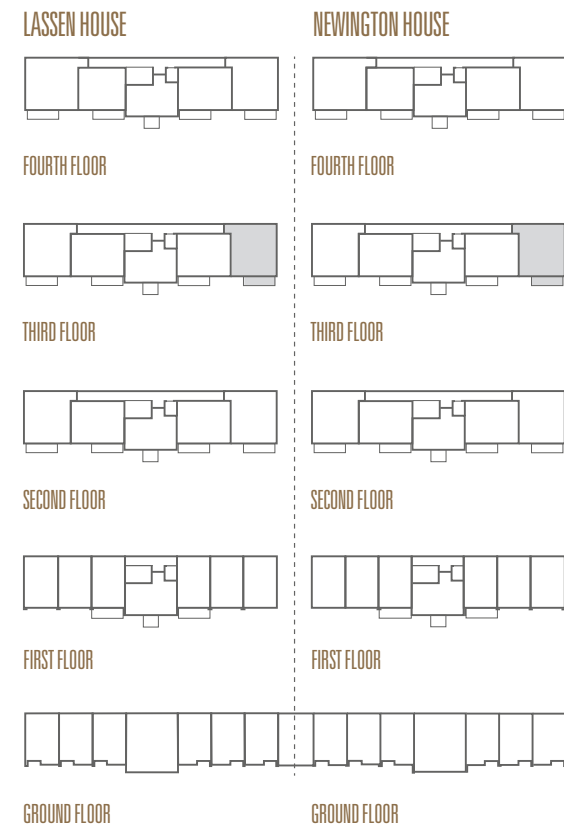 LASSEN HOUSE
NEWINGTON HOUSE
FOURTH FLOOR
FOURTH FLOOR
THIRD FLOOR
THIRD FLOOR
SECOND FLOOR
SECOND FLOOR
FIRST FLOOR
FIRST FLOOR
GROUND FLOOR
GROUND FLOOR